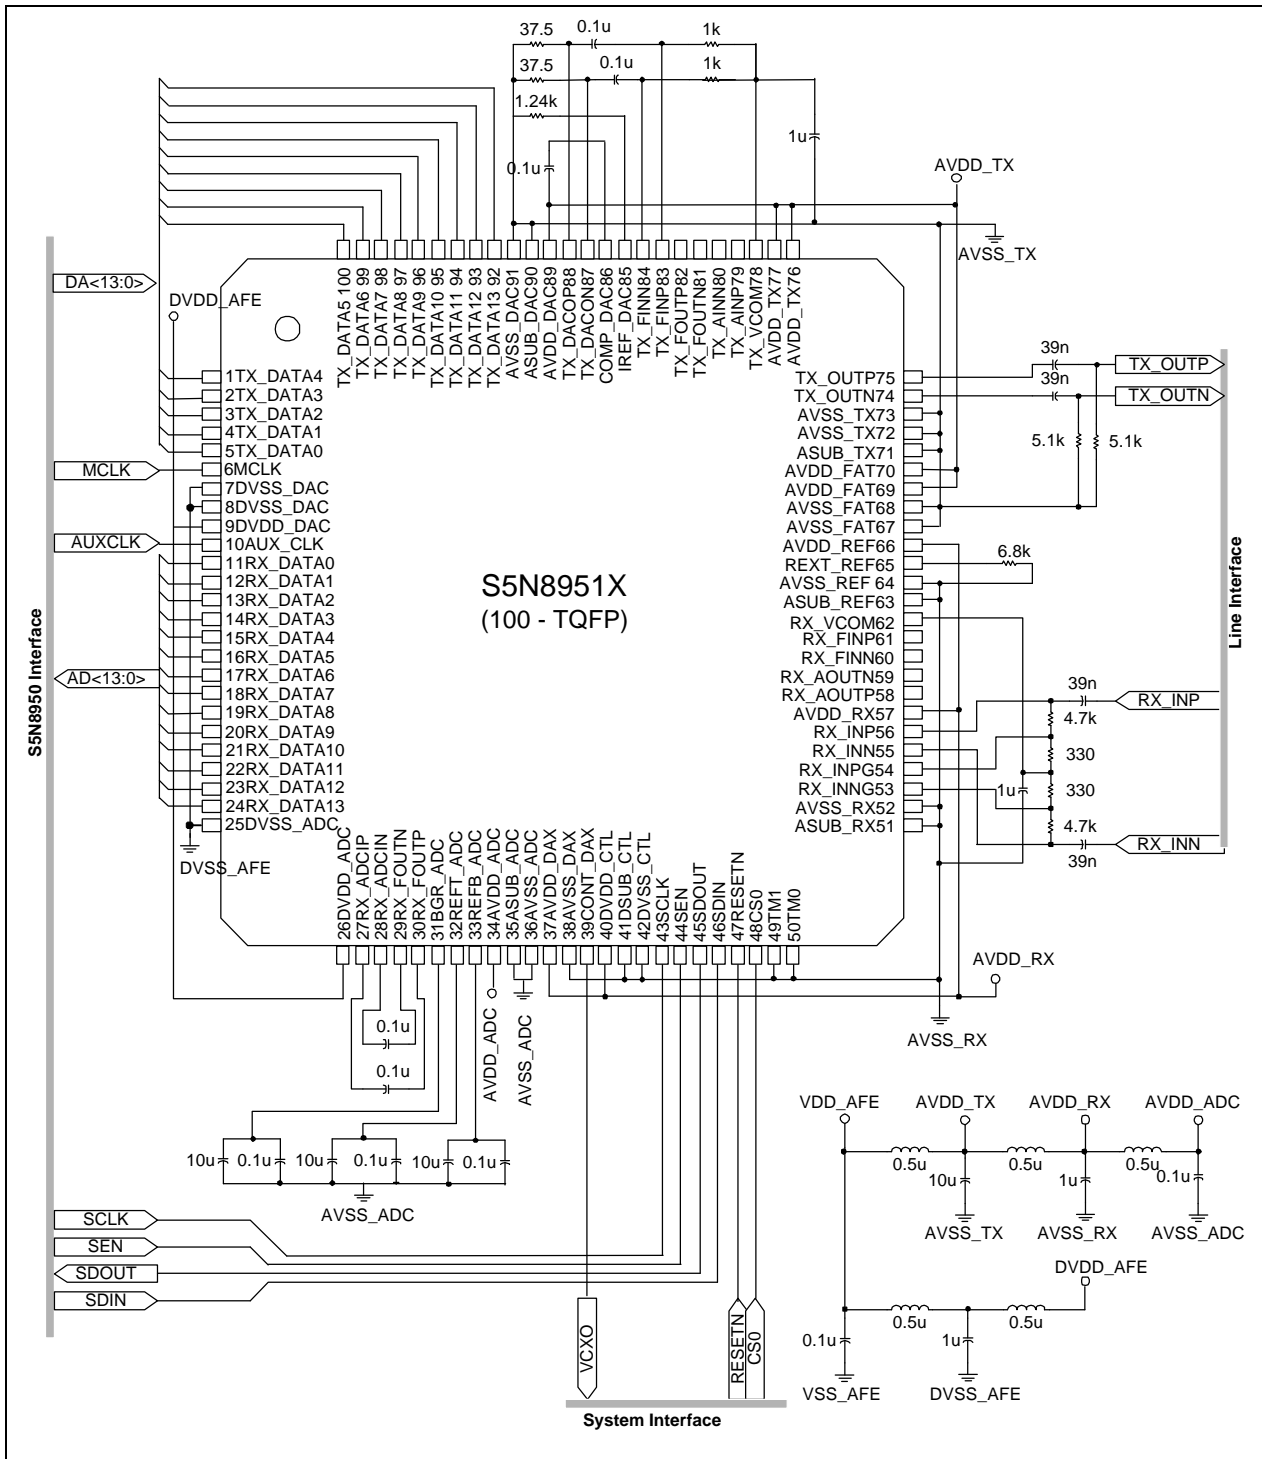 37.5
0.1u
1k
37.5
0.1u
1k
1.24k
1u
0.1u
AVDD_TX
AVSS_TX
DA<13:0>
DVDD_AFE
TX_DATA5 100
TX_DATA6 99
TX_DATA7 98
TX_DATA8 97
TX_DATA9 96
TX_DATA10 95
TX_DATA11 94
TX_DATA12 93
TX_DATA13 92
AVSS_DAC91
ASUB_DAC90
AVDD_DAC89
TX_DACOP88
TX_DACON87
COMP_DAC86
IREF_DAC85
TX_FINN84
TX_FINP83
TX_FOUTP82
TX_FOUTN81
TX_AINN80
TX_AINP79
TX_VCOM78
AVDD_TX77
AVDD_TX76
1TX_DATA4
2TX_DATA3
3TX_DATA2
4TX_DATA1
5TX_DATA0
6MCLK
7DVSS_DAC
8DVSS_DAC
9DVDD_DAC
10AUX_CLK
11RX_DATA0
12RX_DATA1
13RX_DATA2
14RX_DATA3
15RX_DATA4
16RX_DATA5
17RX_DATA6
18RX_DATA7
19RX_DATA8
20RX_DATA9
21RX_DATA10
22RX_DATA11
23RX_DATA12
24RX_DATA13
25DVSS_ADC
MCLK
AUXCLK
AD<13:0>
S5N8950 Interface
DVSS_AFE
S5N8951X
(100 - TQFP)
TX_OUTP75
TX_OUTN74
AVSS_TX73
AVSS_TX72
ASUB_TX71
AVDD_FAT70
AVDD_FAT69
AVSS_FAT68
AVSS_FAT67
AVDD_REF66
REXT_REF65
AVSS_REF 64
ASUB_REF63
RX_VCOM62
RX_FINP61
RX_FINN60
RX_AOUTN59
RX_AOUTP58
AVDD_RX57
RX_INP56
RX_INN55
RX_INPG54
RX_INNG53
AVSS_RX52
ASUB_RX51
39n
TX_OUTP
39n
TX_OUTN
5.1k
5.1k
6.8k
Line Interface
39n
RX_INP
4.7k
330
1u
330
4.7k
RX_INN
39n
26DVDD_ADC
27RX_ADCIP
28RX_ADCIN
29RX_FOUTN
30RX_FOUTP
31BGR_ADC
32REFT_ADC
33REFB_ADC
34AVDD_ADC
35ASUB_ADC
36AVSS_ADC
37AVDD_DAX
38AVSS_DAX
39CONT_DAX
40DVDD_CTL
41DSUB_CTL
42DVSS_CTL
43SCLK
44SEN
45SDOUT
46SDIN
47RESETN
48CS0
49TM1
50TM0
AVDD_RX
AVSS_RX
0.1u
0.1u
AVDD_ADC
AVSS_ADC
10u
0.1u
10u
0.1u
10u
0.1u
AVSS_ADC
SCLK
SEN
SDOUT
SDIN
VCXO
RESETN
CS0
System Interface
VDD_AFE
AVDD_TX
AVDD_RX
AVDD_ADC
0.5u
0.5u
0.5u
10u
1u
0.1u
AVSS_TX
AVSS_RX
AVSS_ADC
DVDD_AFE
0.5u
0.5u
0.1u
1u
VSS_AFE
DVSS_AFE